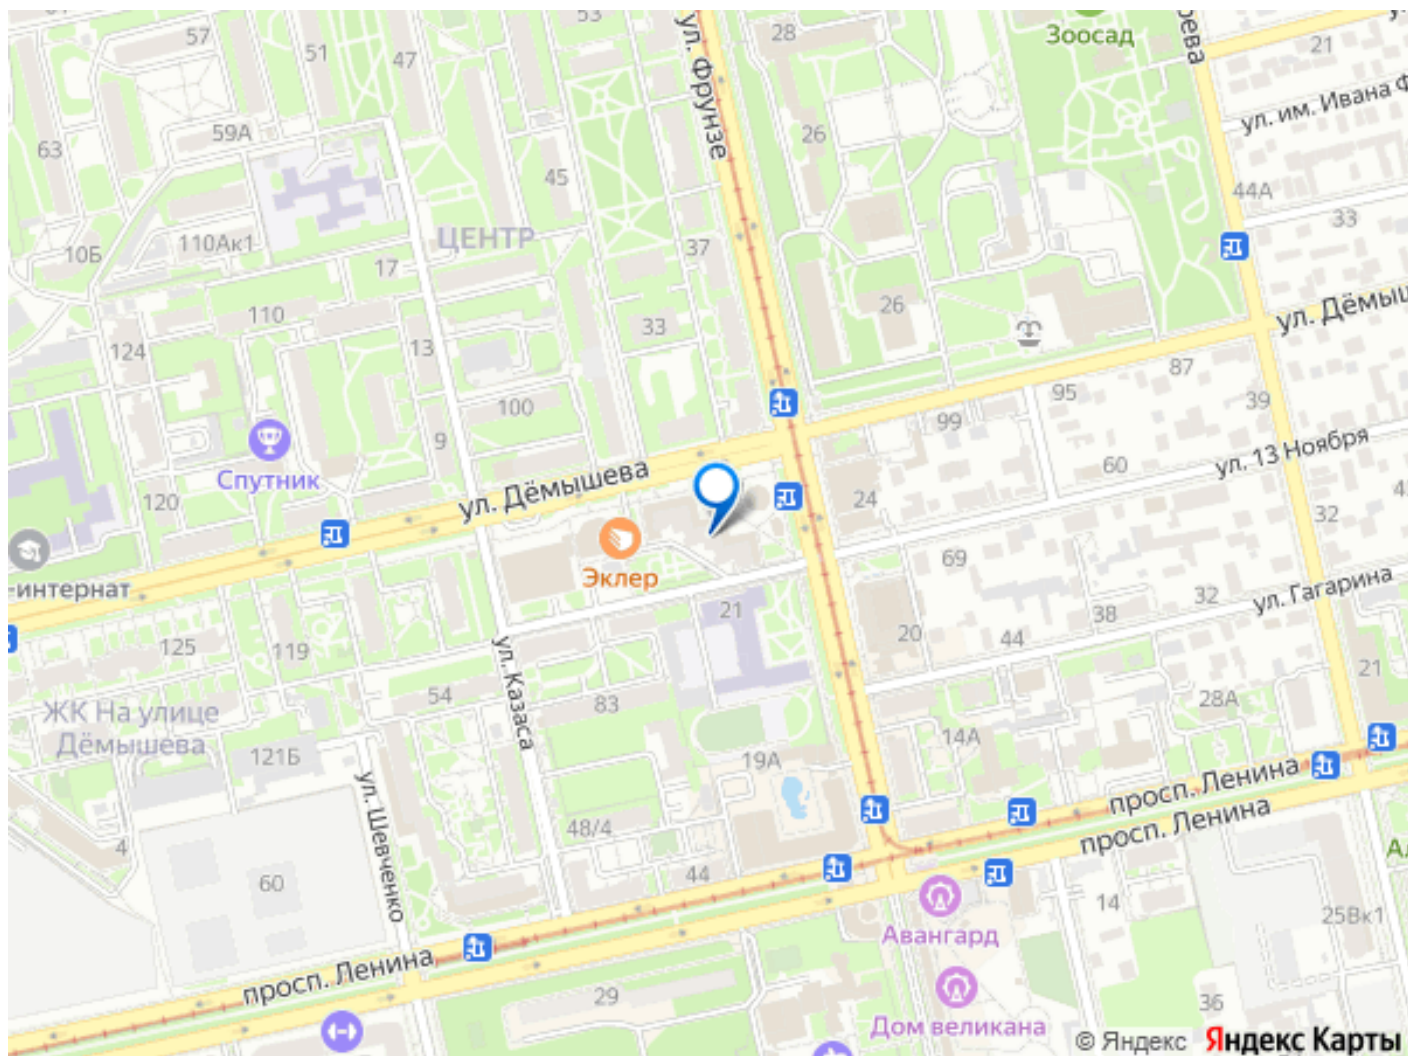 57
51
47
53
ул. Фрунзе
28
Зоосад
21
ул. им. Ивана Ф
63
59А
45
26
44А
33
ЦЕНТР
10Б
110Ак1
17
37
110
33
26
ул. Дёмыш
124
13
87
95
39
100
99
9
ул. 13 Ноября
Спутник
60
ул. Дёмышева
120
24
32
-интернат
Эклер
69
21
32
ул. Гагарина
38
20
44
125
119
ул. Казаса
21
54
83
28А
ЖК На улице
Дёмышева
121Б
19А
14А
просп. Ленина
просп. Ленина
ул. Шевченко
48/4
4
60
44
14
25Вк1
Авангард
просп. Ленина
29
36
Дом великана
© Яндекс
Яндекс Карты